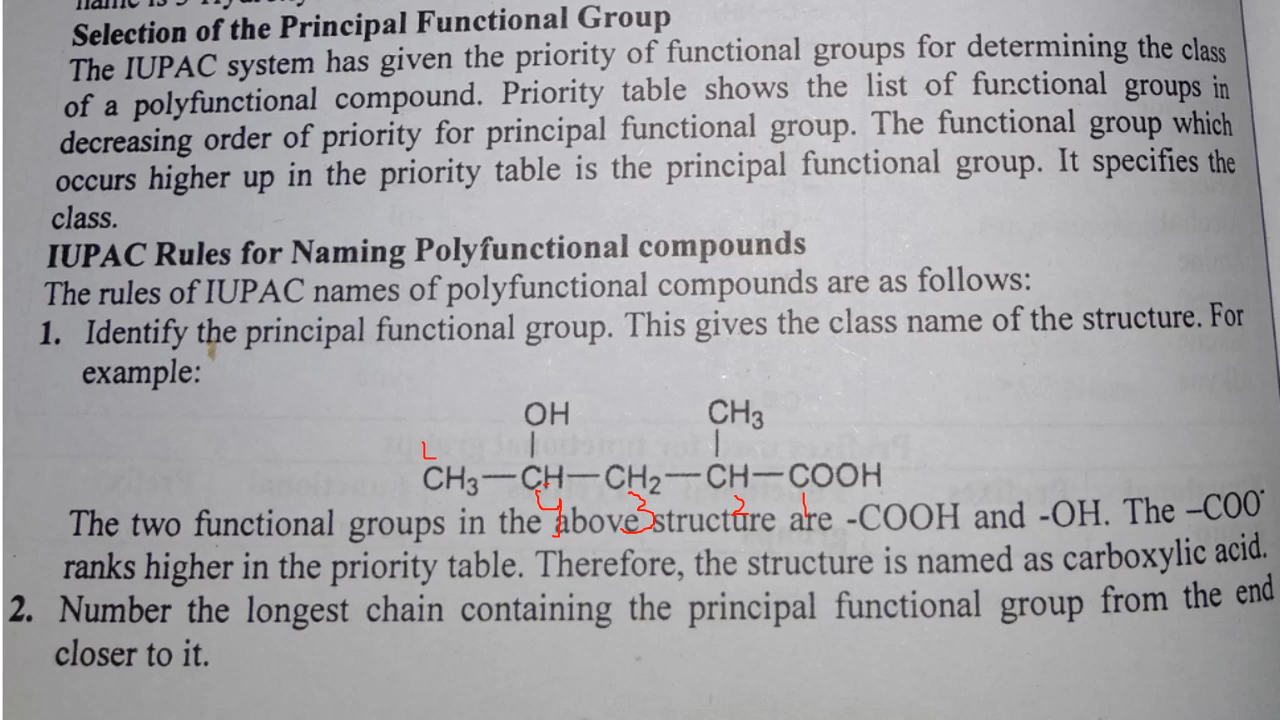 Selection of the Principal Functional Group
The IUPAC system has given the priority of functional groups for determining the class
of a polyfunctional compound. Priority table shows the list of functional groups in
decreasing order of priority for principal functional group. The functional group which
occurs higher up in the priority table is the principal functional group. It specifies the
class.
IUPAC Rules for Naming Polyfunctional compounds
The rules of IUPAC names of polyfunctional compounds are as follows:
1. Identify the principal functional group. This gives the class name of the structure. For
example:
OH CH3
CH3—CH—CH2—CH—COOH
4 3 2 1
The two functional groups in the above structure are -COOH and -OH. The –COO
ranks higher in the priority table. Therefore, the structure is named as carboxylic acid.
2. Number the longest chain containing the principal functional group from the end
closer to it.